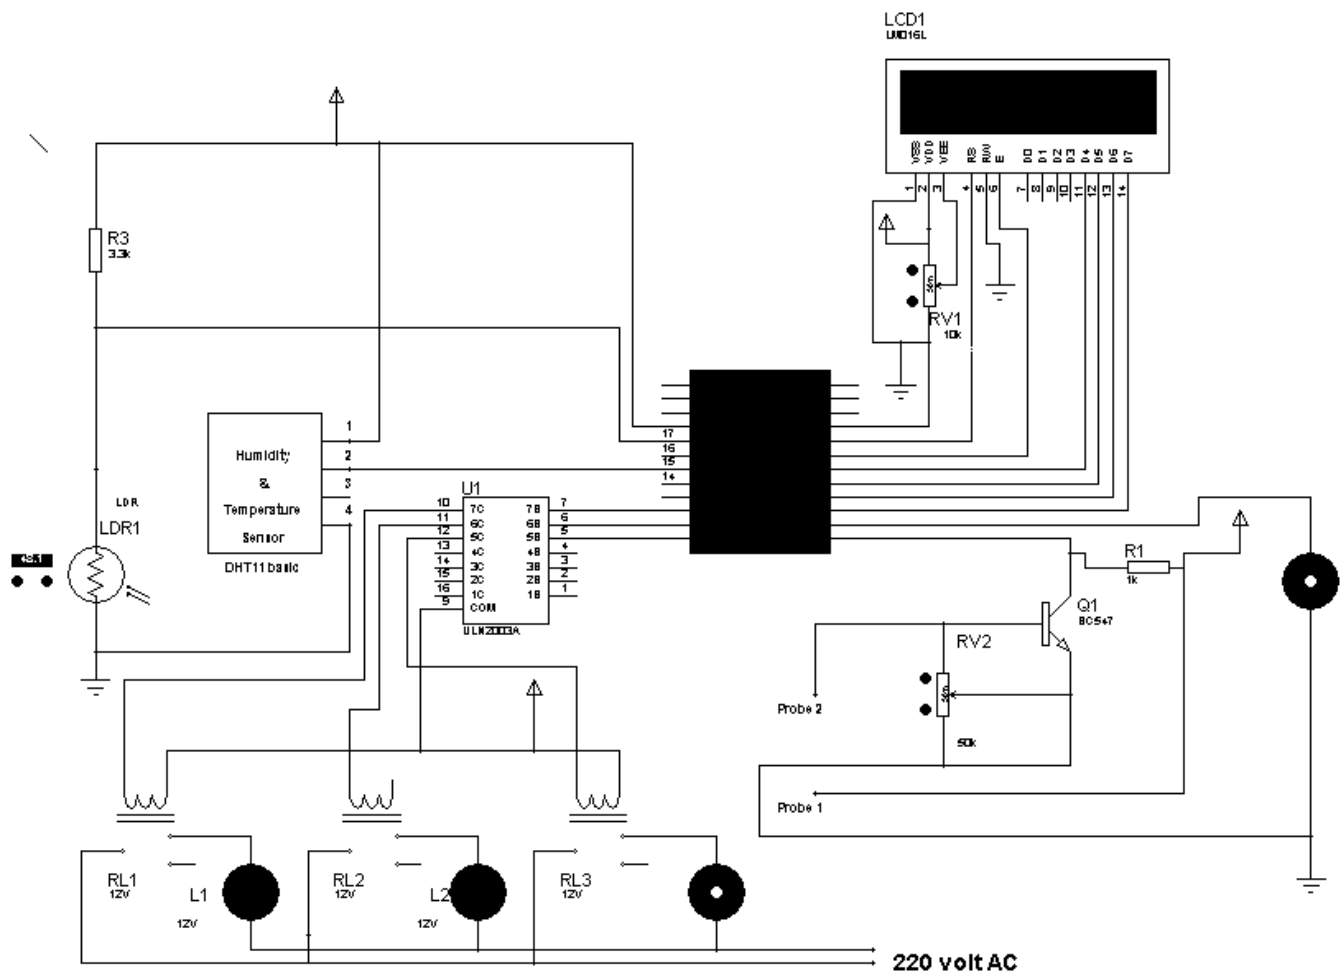 LCD1
LM016L
VSS
VDD
VEE
RS
RW
E
D0
D1
D2
D3
D4
D5
D6
D7
1
2
3
4
5
6
7
8
9
10
11
12
13
14
R3
3.3k
RV1
10k
17
16
15
14
Humidity
&
Temperature
Sensor
1
2
3
4
DHT11 basic
LDR
LDR1
U1
10
11
12
13
14
15
16
9
7C
6C
5C
4C
3C
2C
1C
COM
7B
6B
5B
4B
3B
2B
1B
7
6
5
4
3
2
1
ULN2003A
R1
1k
Q1
BC547
RV2
50k
Probe 2
Probe 1
RL1
12V
L1
12V
RL2
12V
L2
12V
RL3
12V
220 volt AC